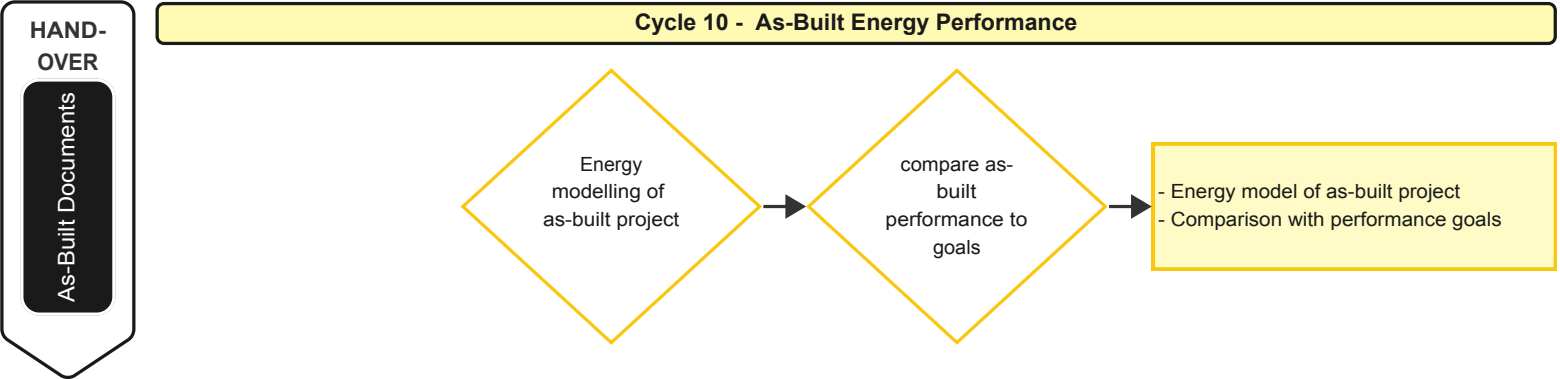 HAND-
OVER
As-Built Documents
Cycle 10 - As-Built Energy Performance
Energy
modelling of
as-built project
compare as-
built
performance to
goals
- Energy model of as-built project
- Comparison with performance goals